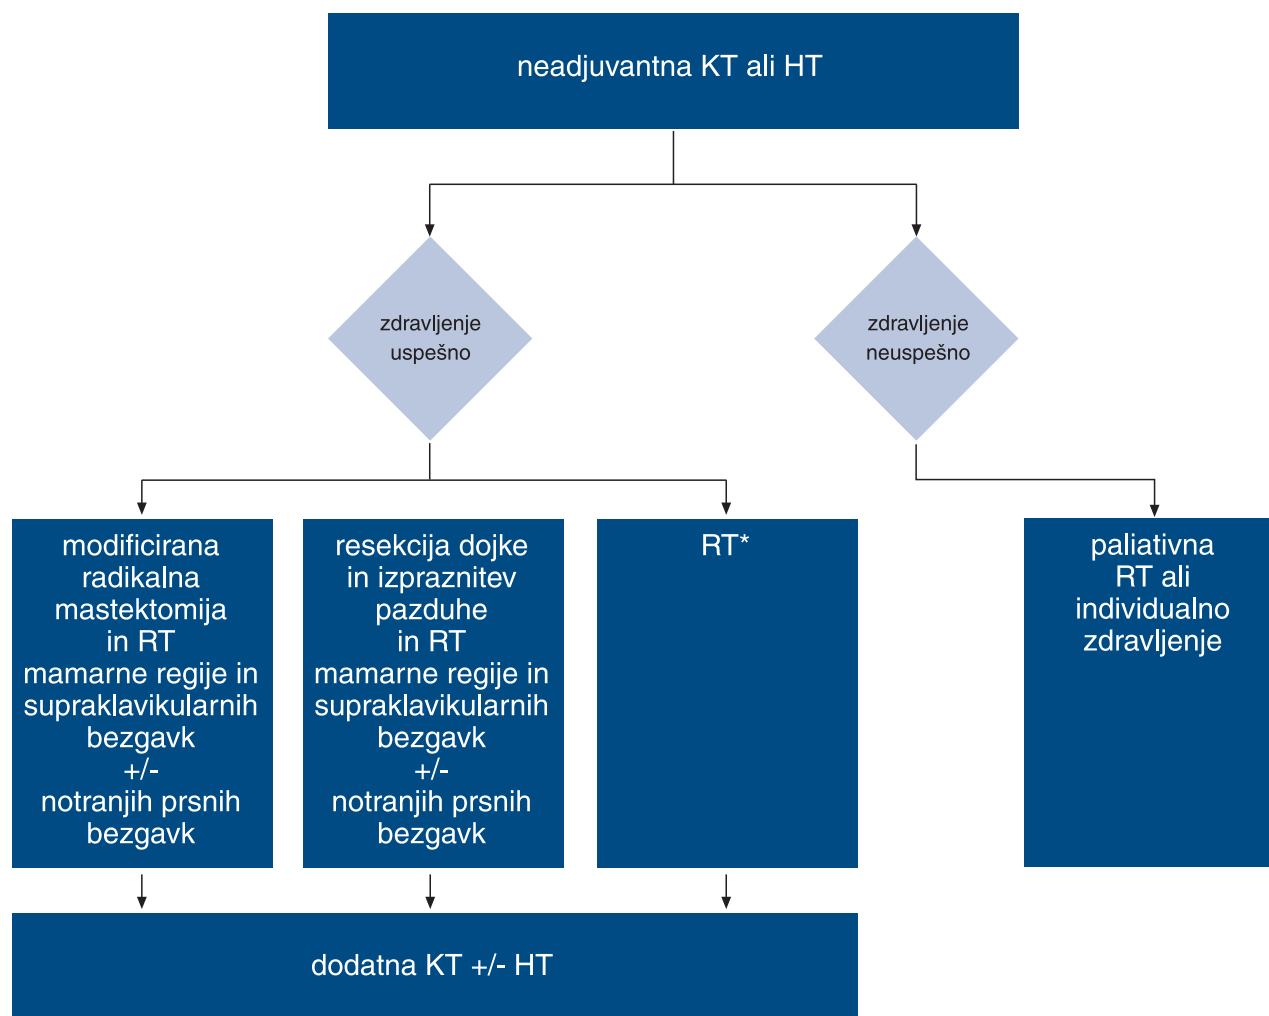 neadjuvantna KT ali HT
zdravljenje
uspešno
zdravljenje
neuspešno
modificirana
radikalna
mastektomija
in RT
mamarne regije in
supraklavikularnih
bezgavk
+/-
notranjih prsnih
bezgavk
resekcija dojke
in izpraznitev
pazduhe
in RT
mamarne regije in
supraklavikularnih
bezgavk
+/-
notranjih prsnih
bezgavk
RT*
paliativna
RT ali
individualno
zdravljenje
dodatna KT +/- HT